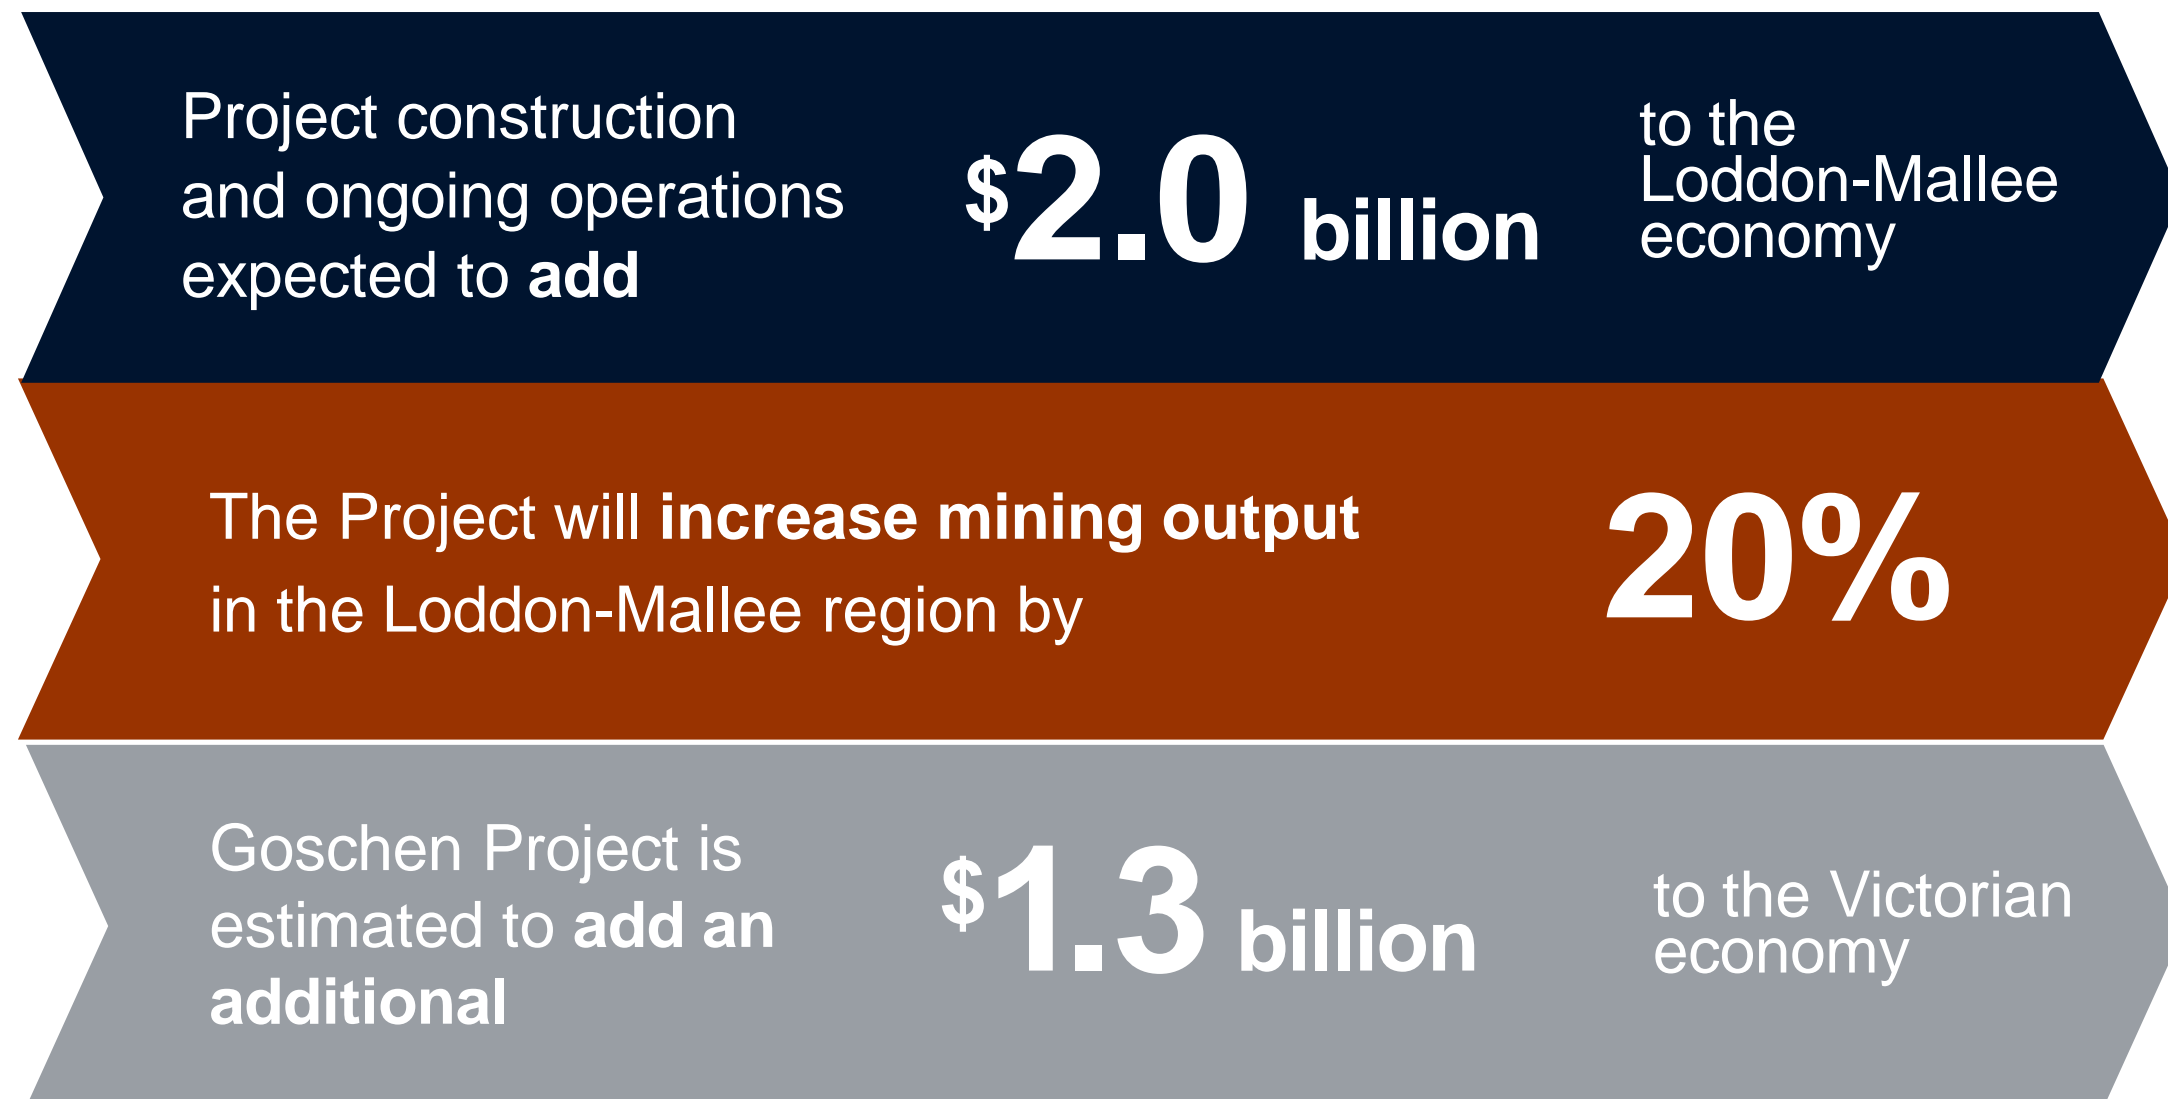 Project construction
and ongoing operations
expected to add
$2.0 billion
to the
Loddon-Mallee
economy
The Project will increase mining output
in the Loddon-Mallee region by
20%
Goschen Project is
estimated to add an
additional
$1.3 billion
to the Victorian
economy